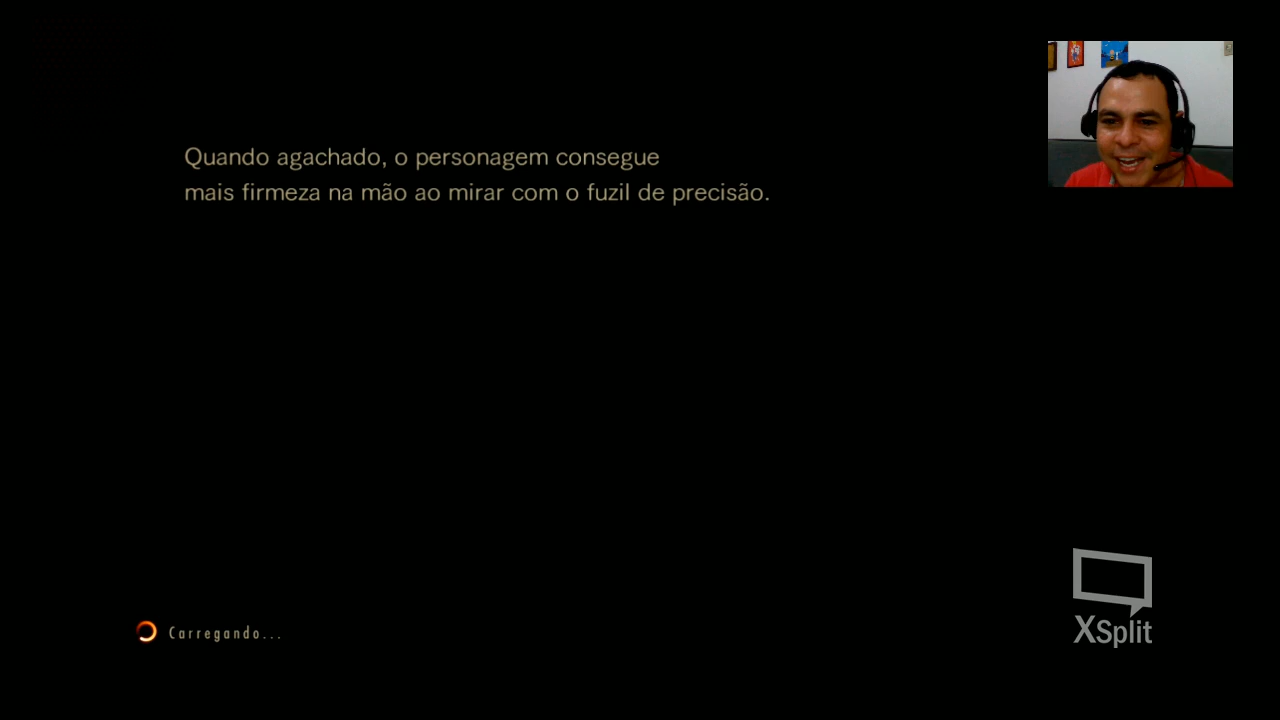 Quando agachado, o personagem consegue
mais firmeza na mão ao mirar com o fuzil de precisão.
Carregando...
XSplit